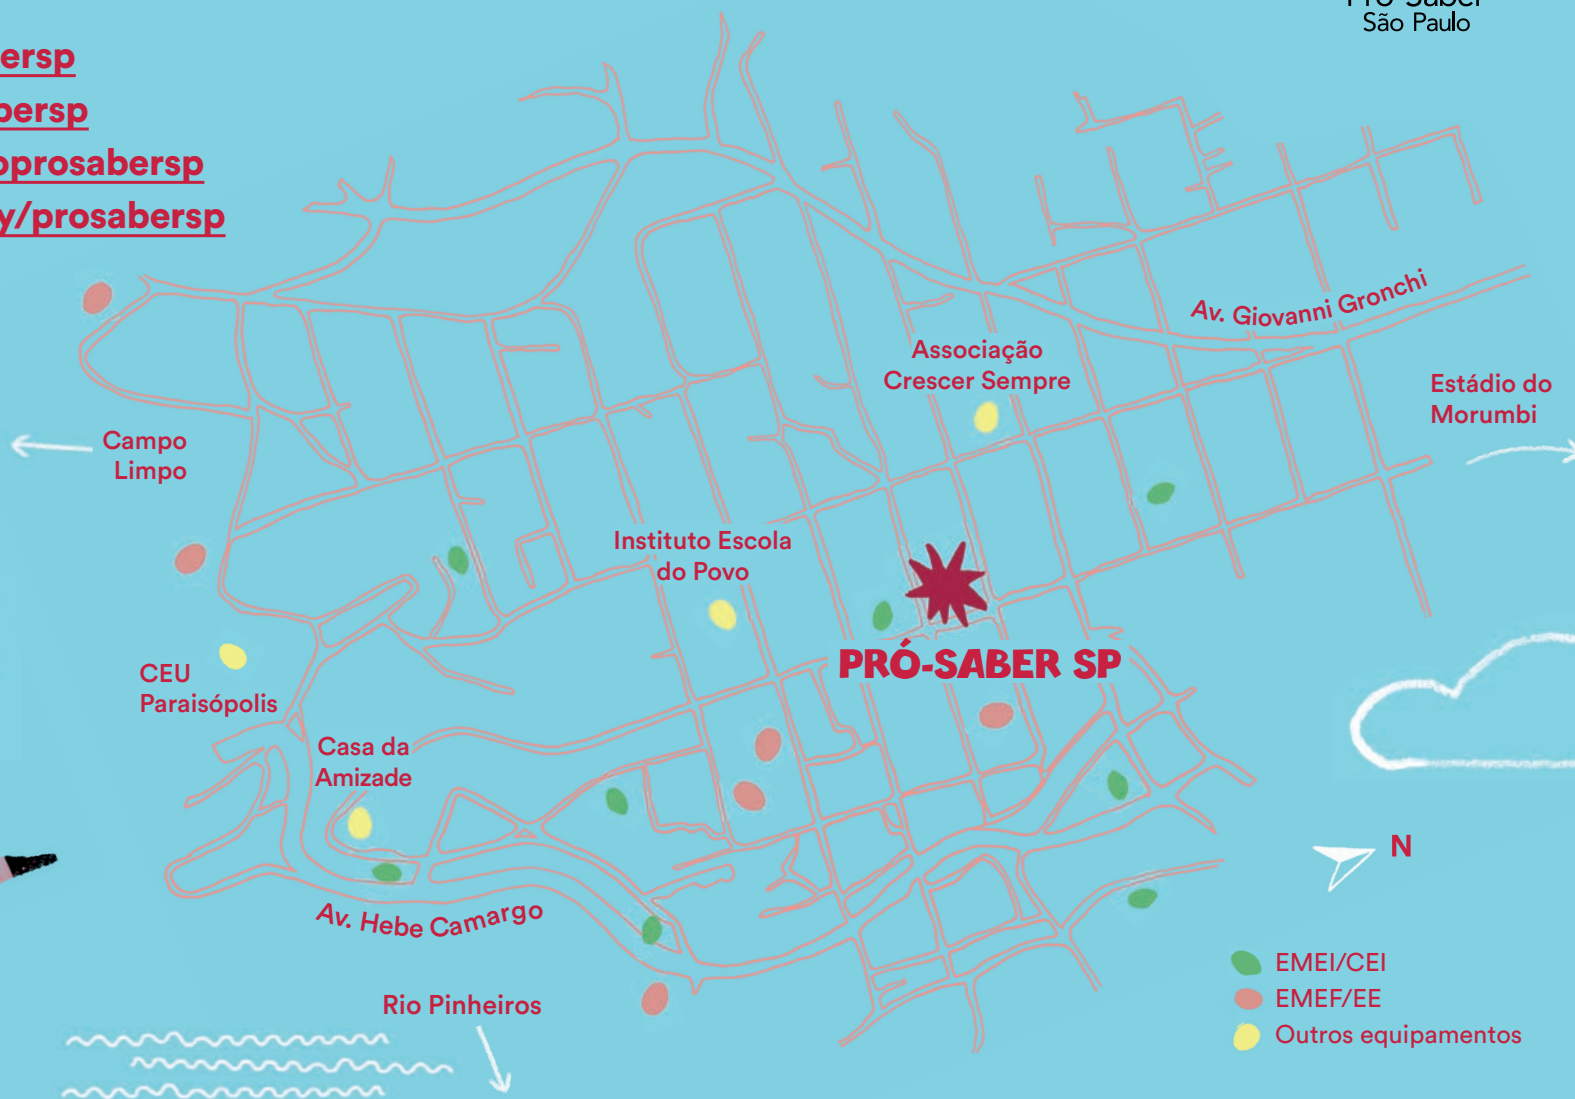 Pró-Saber
São Paulo
ersp
bersp
oprosabersp
y/prosabersp
Av. Giovanni Gronchi
Associação
Crescer Sempre
Estádio do
Morumbi
Campo
Limpo
Instituto Escola
do Povo
PRÓ-SABER SP
CEU
Paraisópolis
Casa da
Amizade
N
Av. Hebe Camargo
EMEI/CEI
Rio Pinheiros
EMEF/EE
Outros equipamentos